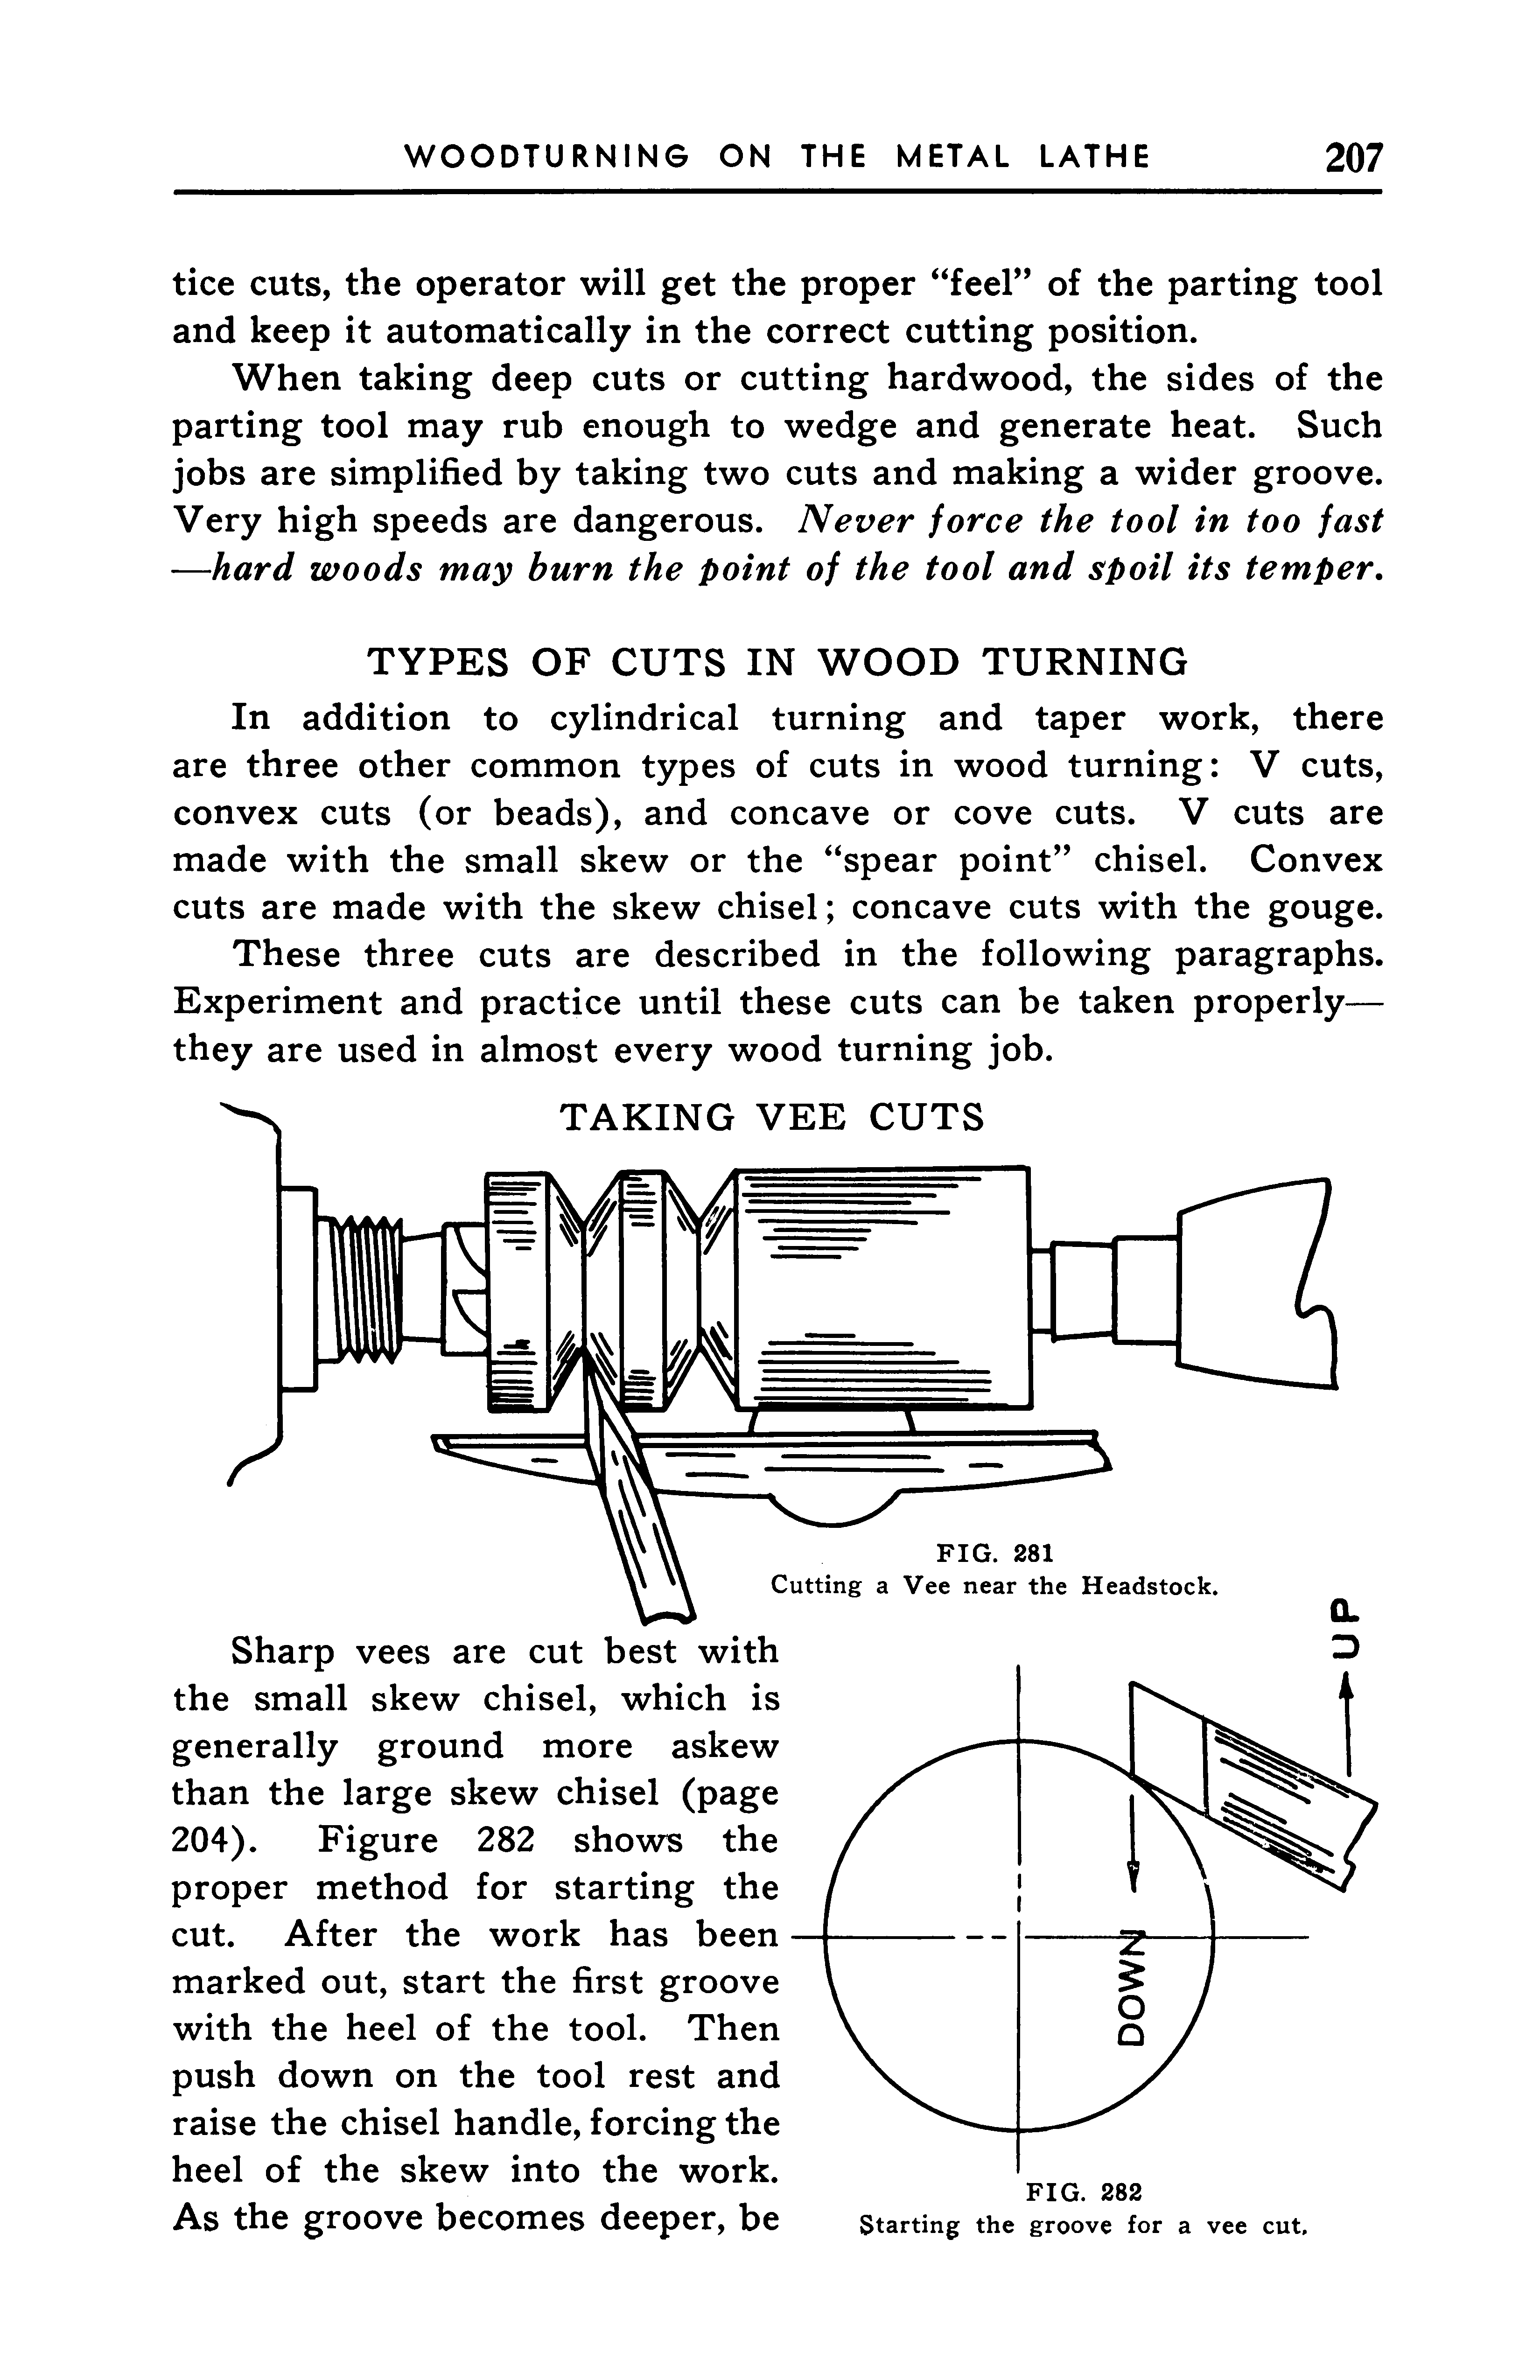 WOODTURNING ON THE METAL LATHE 207
tice cuts, the operator will get the proper “feel” of the parting tool
and keep it automatically in the correct cutting position.
When taking deep cuts or cutting hardwood, the sides of the
parting tool may rub enough to wedge and generate heat. Such
jobs are simplified by taking two cuts and making a wider groove.
Very high speeds are dangerous. Never force the tool in too fast
—hard woods may burn the point of the tool and spoil its temper.
TYPES OF CUTS IN WOOD TURNING
In addition to cylindrical turning and taper work, there
are three other common types of cuts in wood turning: V cuts,
convex cuts (or beads), and concave or cove cuts. V cuts are
made with the small skew or the “spear point” chisel. Convex
cuts are made with the skew chisel; concave cuts with the gouge.
These three cuts are described in the following paragraphs.
Experiment and practice until these cuts can be taken properly—
they are used in almost every wood turning job.
TAKING VEE CUTS
FIG. 281
Cutting a Vee near the Headstock.
Sharp vees are cut best with
the small skew chisel, which is
generally ground more askew
than the large skew chisel (page
204). Figure 282 shows the
proper method for starting the
cut. After the work has been
marked out, start the first groove
with the heel of the tool. Then
push down on the tool rest and
raise the chisel handle, forcing the
heel of the skew into the work.
As the groove becomes deeper, be
UP
DOWN
FIG. 282
Starting the groove for a vee cut.